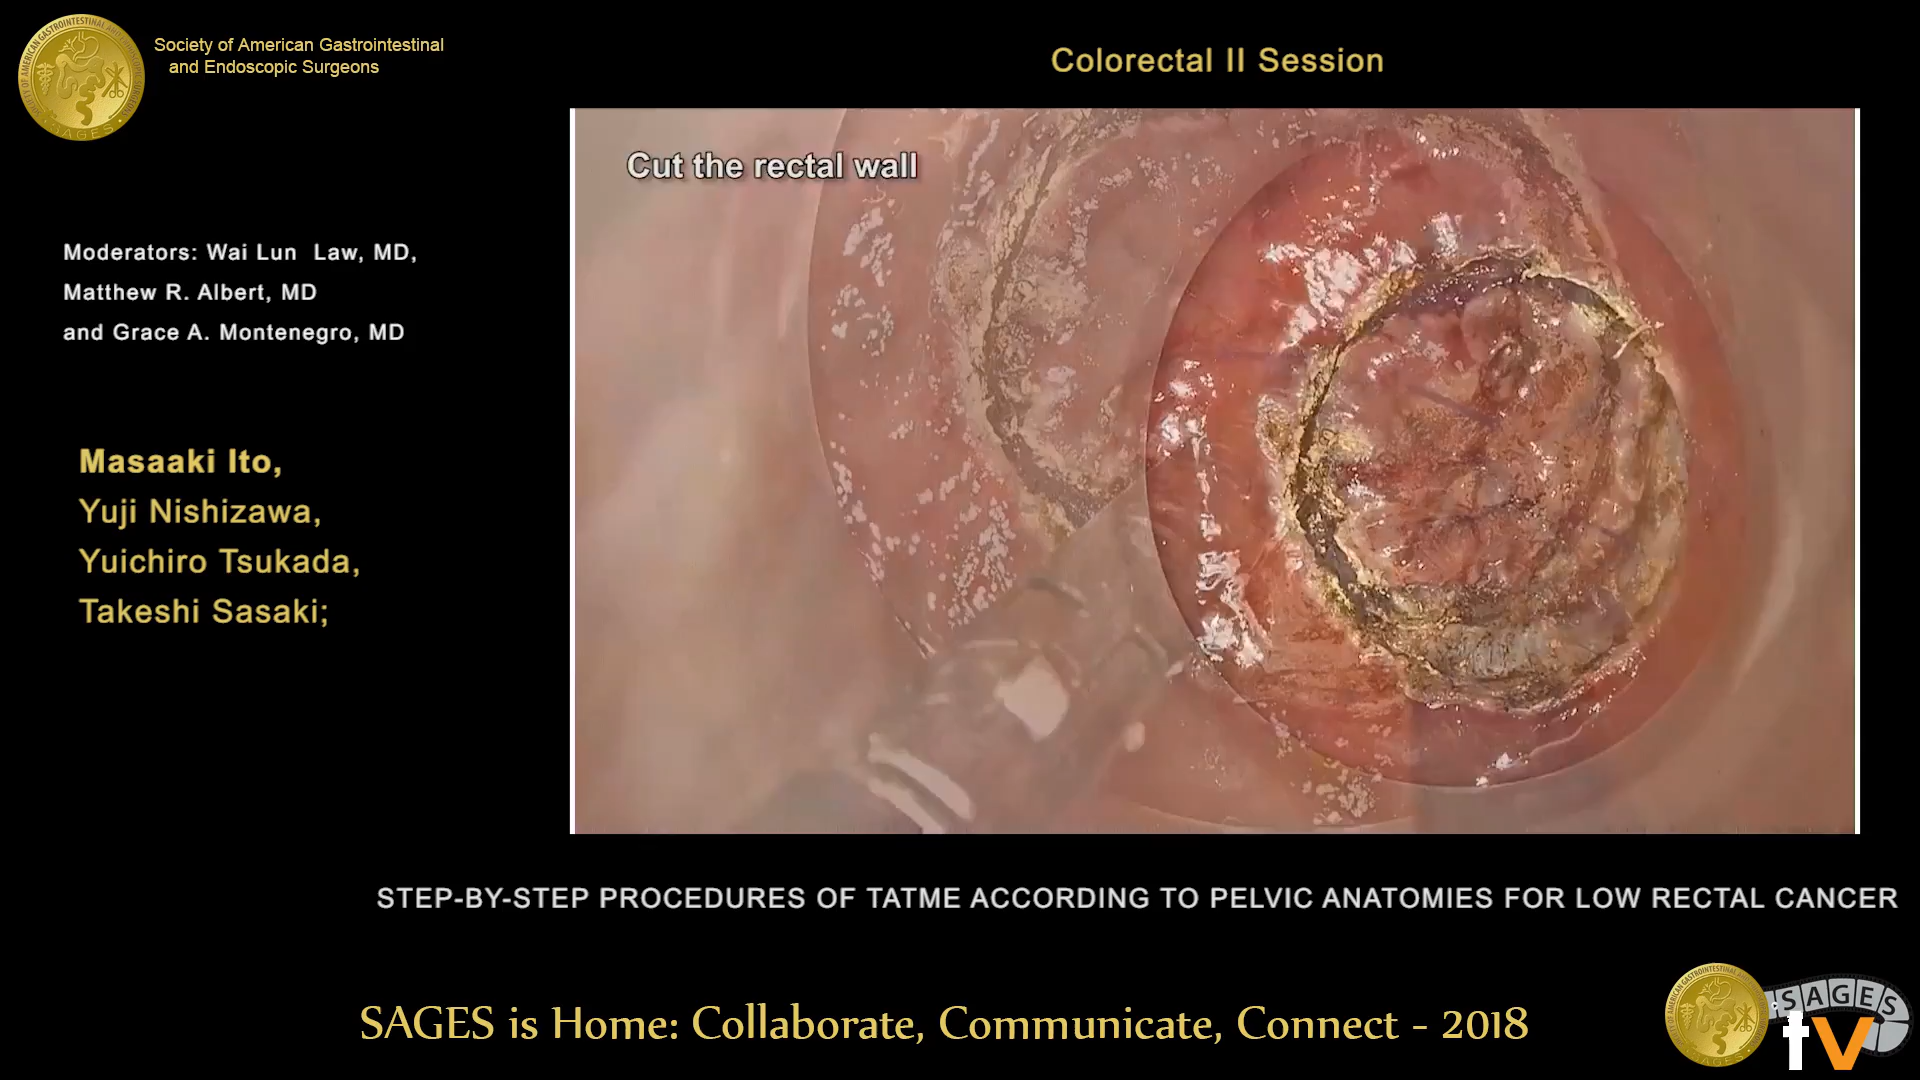 Society of American Gastrointestinal
and Endoscopic Surgeons
Colorectal II Session
Cut the rectal wall
Moderators: Wai Lun  Law, MD,
Matthew R. Albert, MD
and Grace A. Montenegro, MD
Masaaki Ito,
Yuji Nishizawa,
Yuichiro Tsukada,
Takeshi Sasaki;
STEP-BY-STEP PROCEDURES OF TATME ACCORDING TO PELVIC ANATOMIES FOR LOW RECTAL CANCER
SAGES is Home: Collaborate, Communicate, Connect - 2018
SAGES
tv
SAGES